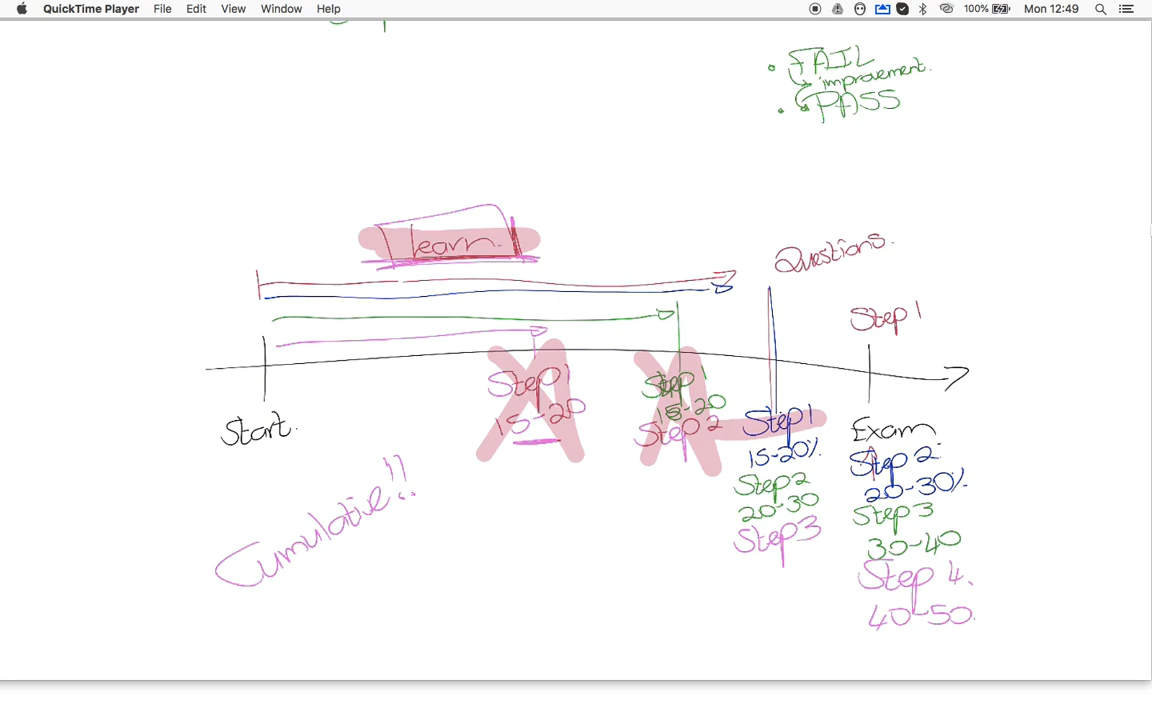 QuickTime Player File Edit View Window Help 100% Mon 12:49
• FAIL
improvement.
• PASS
learn.
Questions.
Step 1
Step 1
15-20
Step 1
15-20
Step 2
Step 1
15-20%
Step 2
20-30
Step 3
Start.
Exam
Step 2
20-30%
Step 3
30-40
Step 4.
40-50.
Cumulative!!